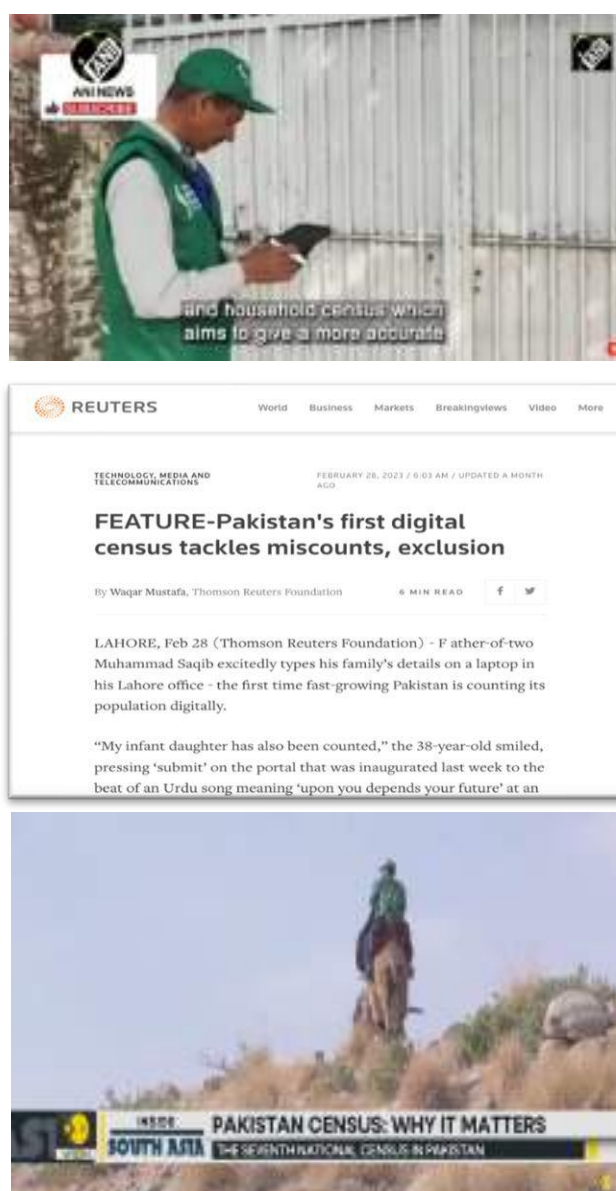 ANI
ANI NEWS
SUBSCRIBE
ANI
and household census which
aims to give a more accurate
REUTERS World Business Markets Breakingviews Video More
TECHNOLOGY, MEDIA AND
TELECOMMUNICATIONS
FEBRUARY 28, 2023 / 6:03 AM / UPDATED A MONTH
AGO
FEATURE-Pakistan's first digital
census tackles miscounts, exclusion
By Waqar Mustafa, Thomson Reuters Foundation 6 MIN READ
LAHORE, Feb 28 (Thomson Reuters Foundation) - F ather-of-two
Muhammad Saqib excitedly types his family’s details on a laptop in
his Lahore office - the first time fast-growing Pakistan is counting its
population digitally.
“My infant daughter has also been counted,” the 38-year-old smiled,
pressing ‘submit’ on the portal that was inaugurated last week to the
beat of an Urdu song meaning ‘upon you depends your future’ at an
INSIDE
SOUTH ASIA
PAKISTAN CENSUS: WHY IT MATTERS
THE SEVENTH NATIONAL CENSUS IN PAKISTAN